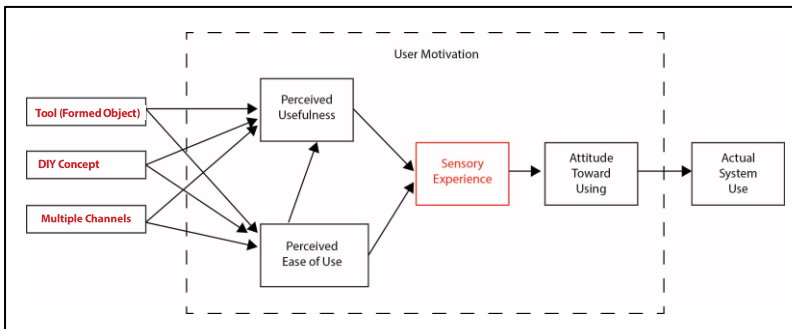 User Motivation
Tool (Formed Object)
DIY Concept
Multiple Channels
Perceived
Usefulness
Perceived
Ease of Use
Sensory
Experience
Attitude
Toward
Using
Actual
System
Use